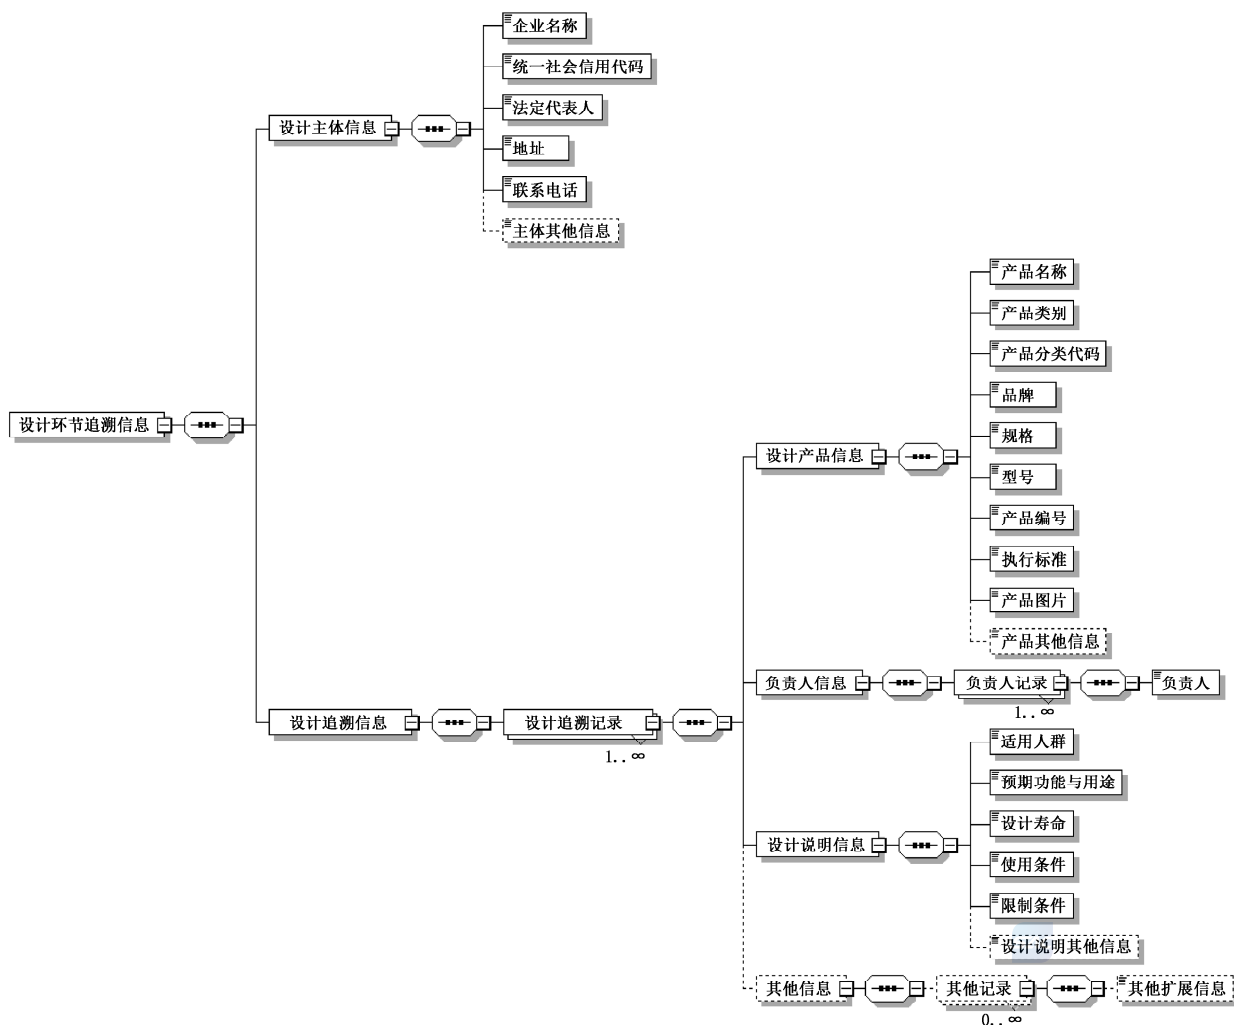 企业名称
统一社会信用代码
法定代表人
设计主体信息
地址
联系电话
主体其他信息
产品名称
产品类别
产品分类代码
品牌
设计环节追溯信息
规格
设计产品信息
型号
产品编号
执行标准
产品图片
产品其他信息
负责人信息
负责人记录
负责人
1..∞
设计追溯信息
设计追溯记录
1..∞
适用人群
预期功能与用途
设计寿命
设计说明信息
使用条件
限制条件
设计说明其他信息
其他信息
其他记录
其他扩展信息
0..∞